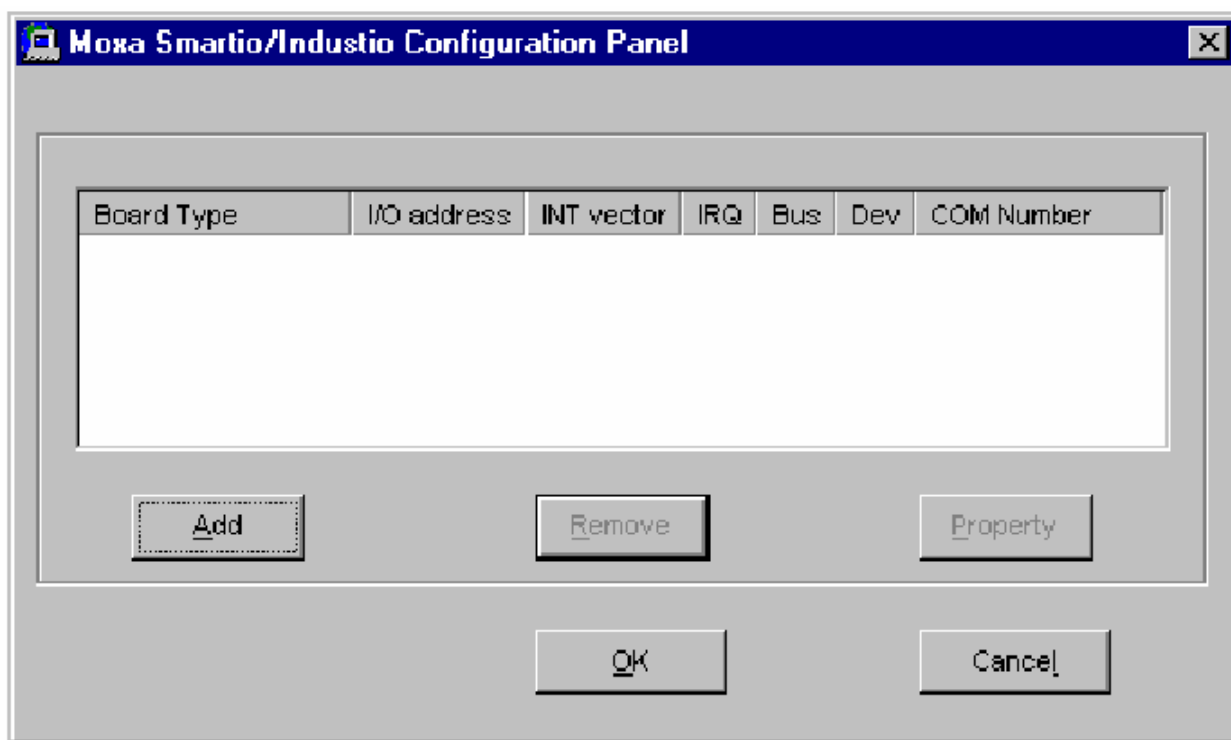 Moxa Smartio/Industio Configuration Panel
Board Type I/O address INT vector IRQ Bus Dev COM Number
Add Remove Property
OK Cancel